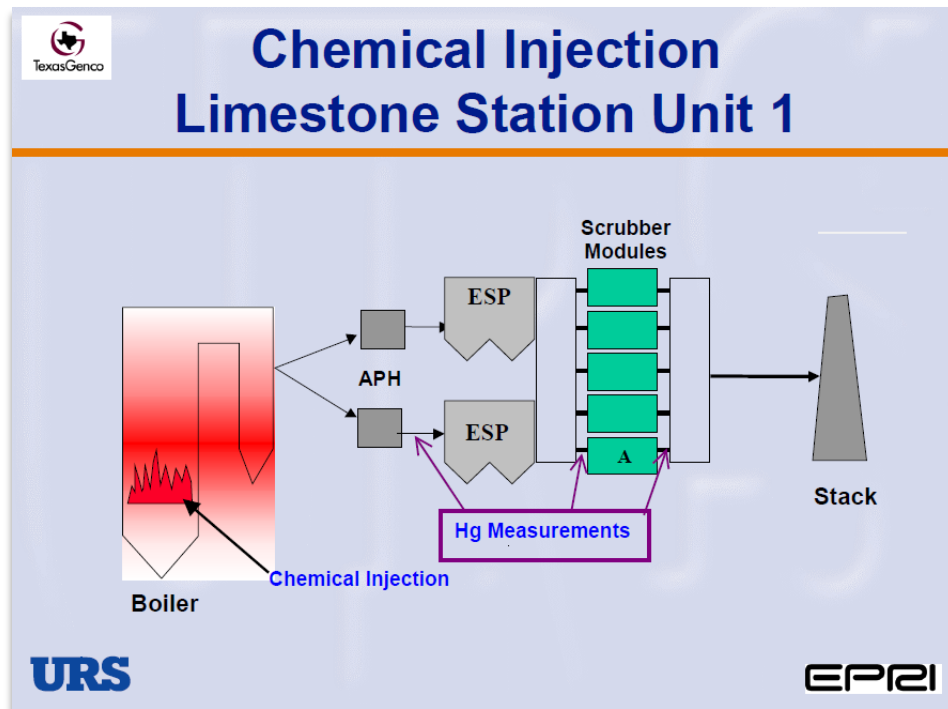 TexasGenco
Chemical Injection
Limestone Station Unit 1
Scrubber
Modules
ESP
APH
ESP
A
Hg Measurements
Stack
Chemical Injection
Boiler
URS
EPRI